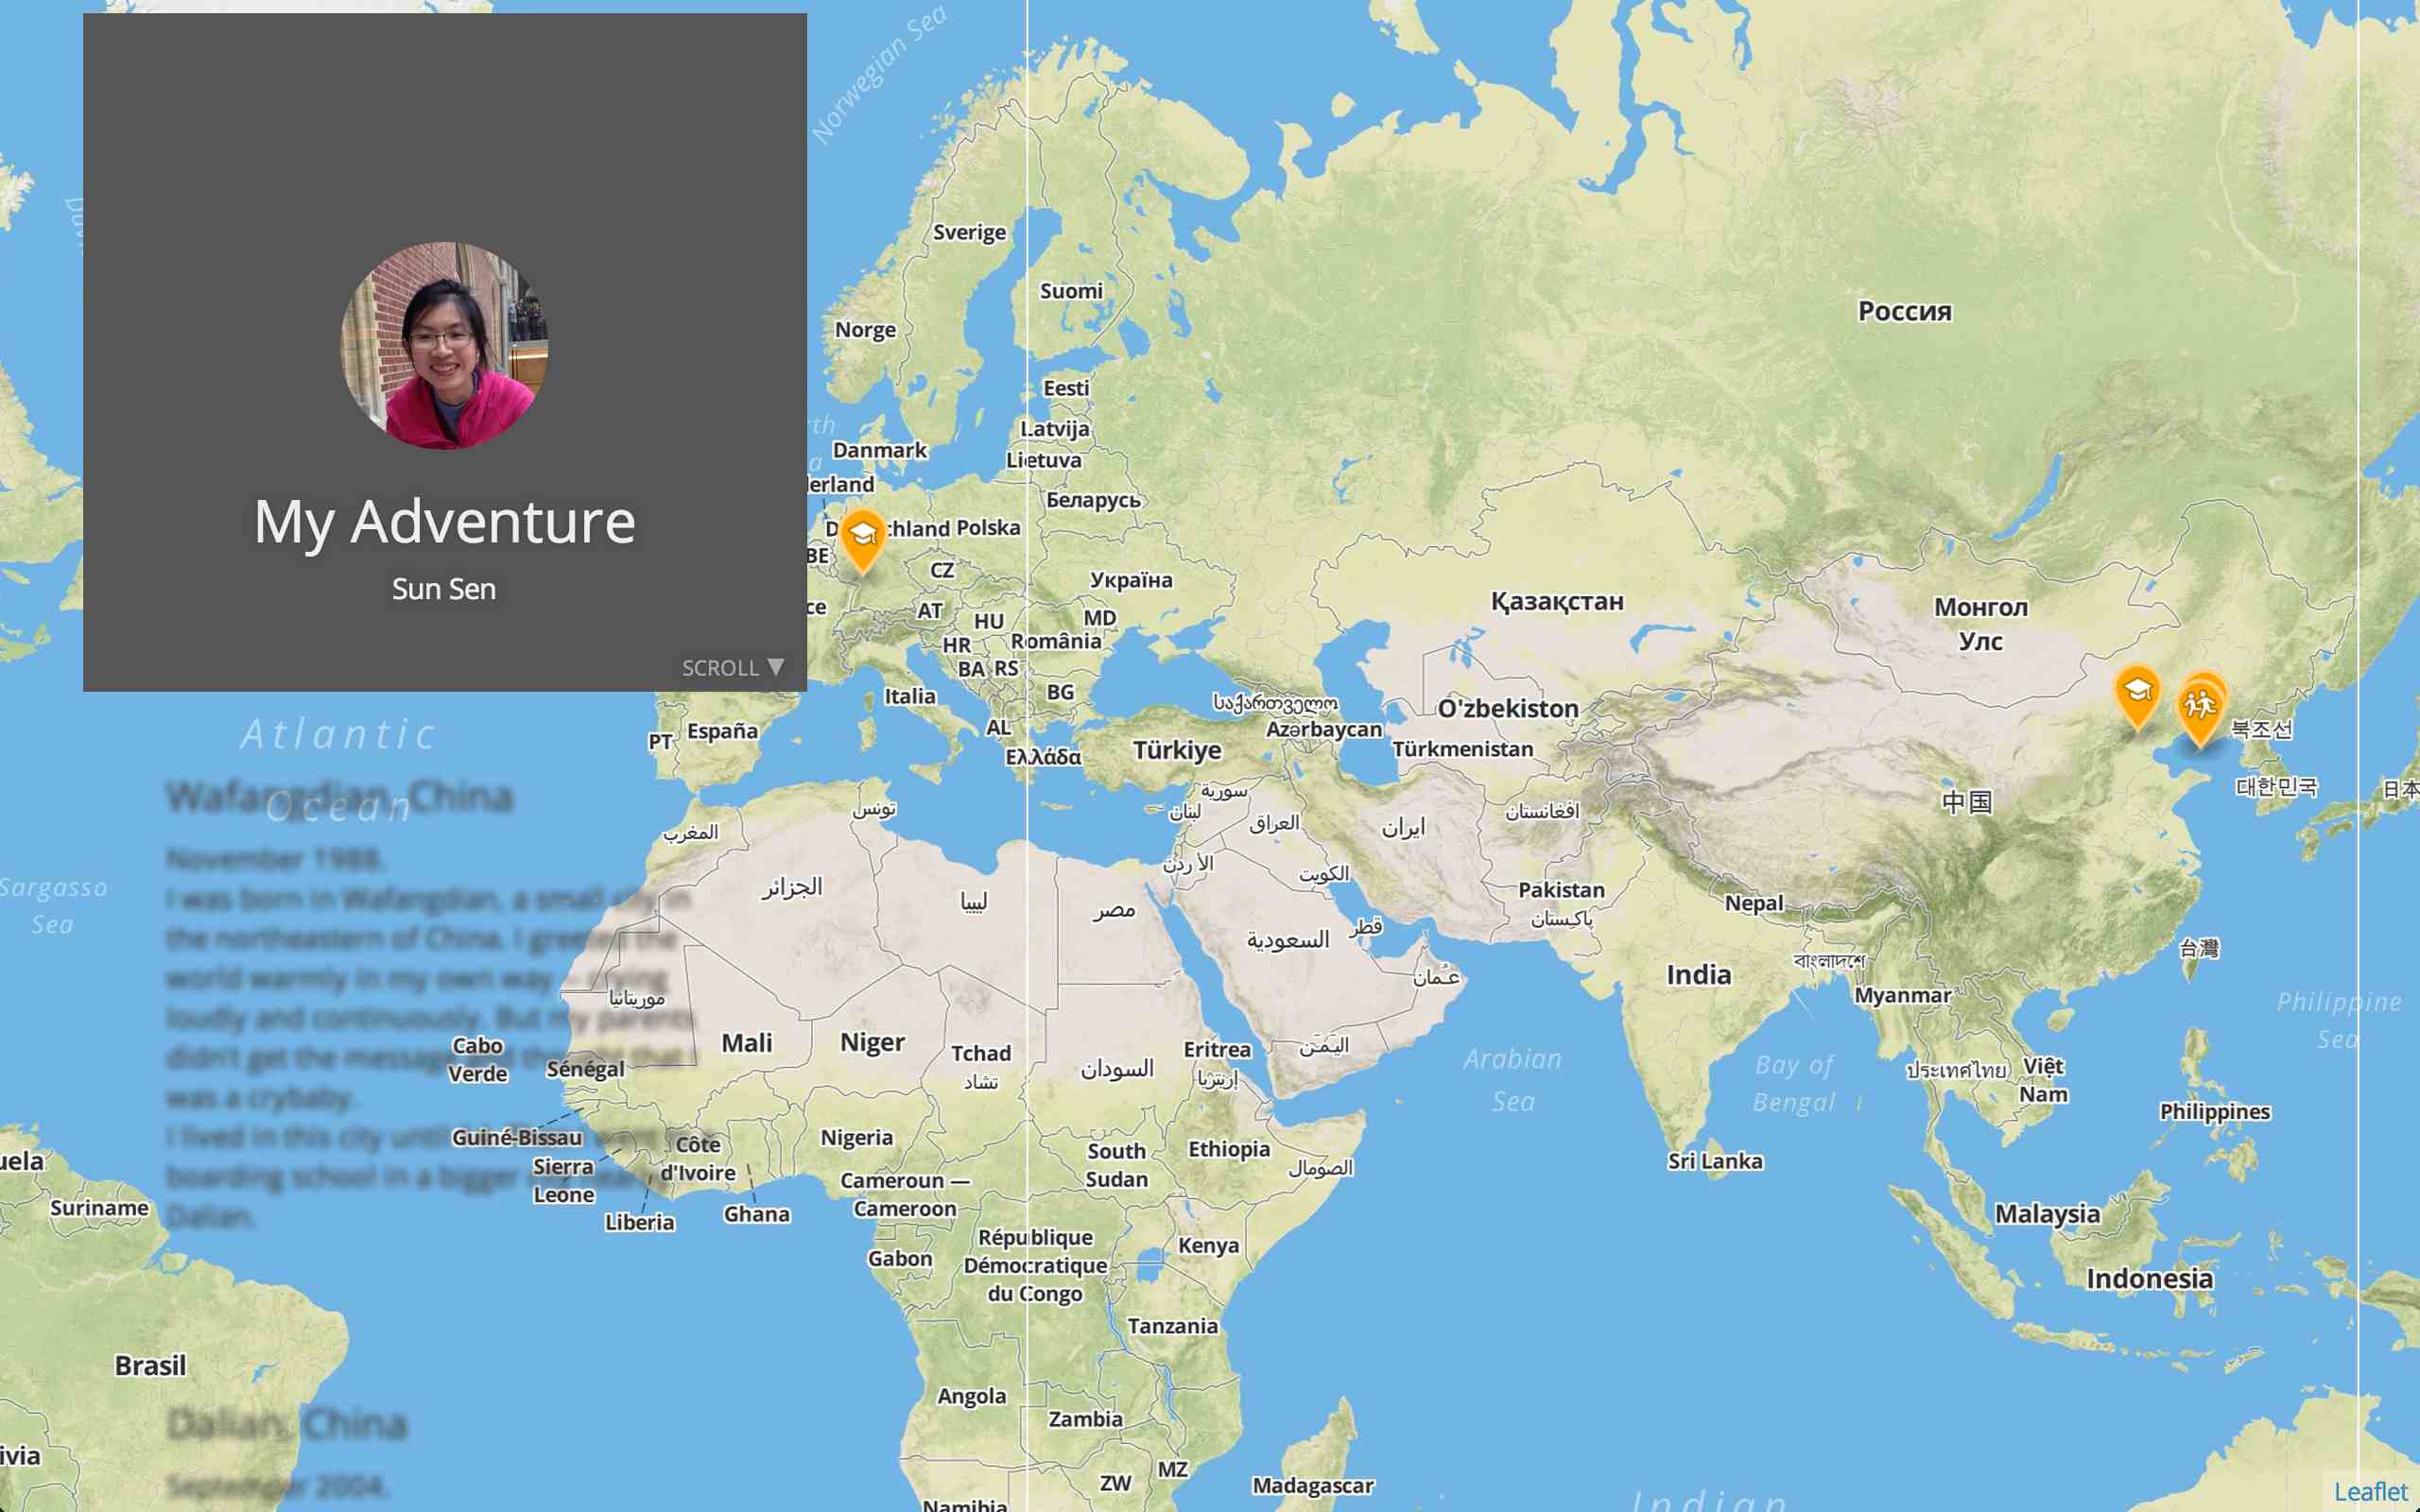 Norwegian Sea
My Adventure
Sun Sen
SCROLL ▼
Sverige
Suomi
Norge
Россия
Eesti
Latvija
Danmark
Lietuva
Беларусь
Polska
BE
CZ
Україна
Қазақстан
AT
HU
MD
Монгол
Улс
HR
România
BA
RS
BG
Italia
საქართველო
O'zbekiston
AL
Azərbaycan
PT
España
Türkiye
Türkmenistan
Ελλάδα
북조선
대한민국
中国
Atlantic
Ocean
Wafangdian, China
November 1988.
I was born in Wafangdian, a small city in
the northeastern of China. I greeted the
world warmly in my own way – crying
loudly and continuously. But my parents
didn't get the message and thought that I
was a crybaby.
I lived in this city until
boarding school in a bigger
Dalian.
Dalian, China
September 2004.
Sargasso
Sea
تونس
المغرب
سورية
لبنان
العراق
ایران
افغانستان
الأردن
الكويت
الجزائر
ليبيا
مصر
Pakistan
پاکستان
Nepal
السعودية
قطر
台灣
বাংলাদেশ
India
عمان
Myanmar
موريتانيا
Mali
Niger
Tchad
تشاد
السودان
Eritrea
إرتريا
اليمن
Arabian
Sea
Bay of
Bengal
ประเทศไทย
Việt
Nam
Philippine
Sea
Philippines
Cabo
Verde
Sénégal
Guiné-Bissau
Sierra
Leone
Liberia
Côte
d'Ivoire
Ghana
Nigeria
Cameroun —
Cameroon
South
Sudan
Ethiopia
الصومال
Sri Lanka
Malaysia
Indonesia
Suriname
Gabon
République
Démocratique
du Congo
Kenya
Tanzania
Brasil
Angola
Zambia
ZW
MZ
Madagascar
Namibia
Indian
Leaflet